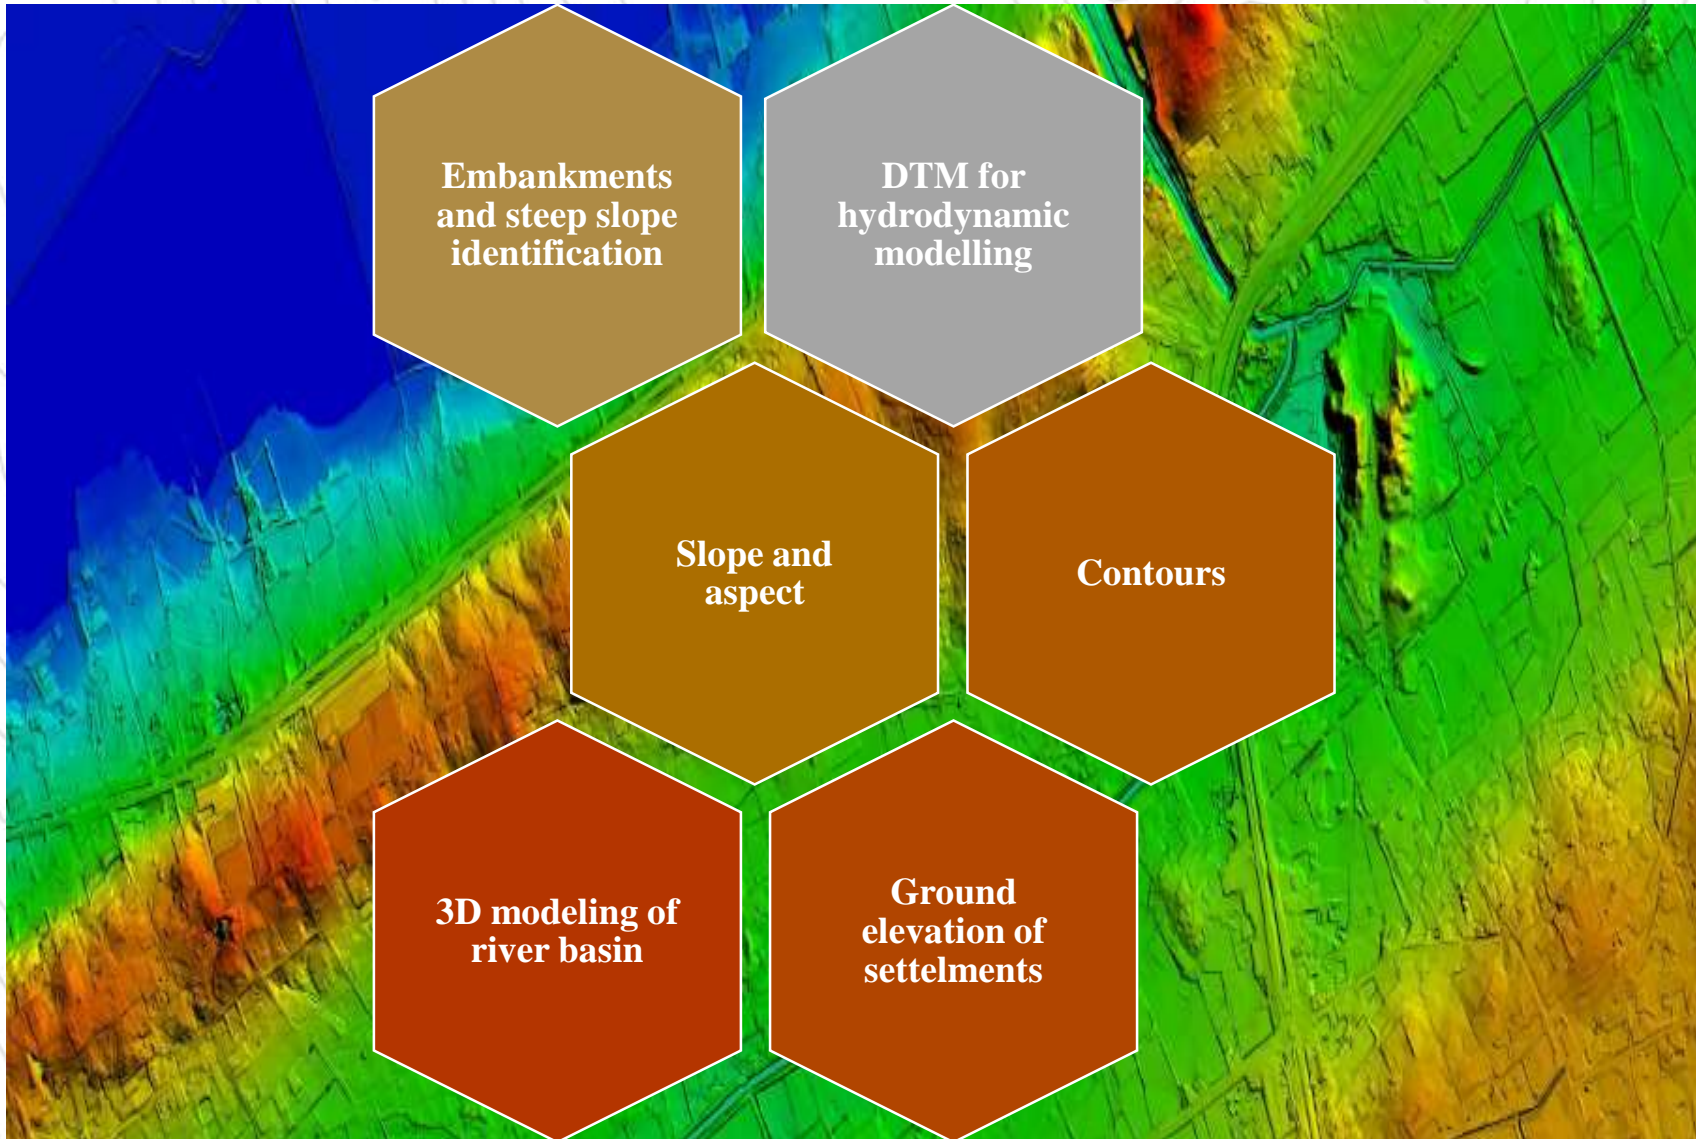 Embankments
and steep slope
identification
DTM for
hydrodynamic
modelling
Slope and
aspect
Contours
3D modeling of
river basin
Ground
elevation of
settelments